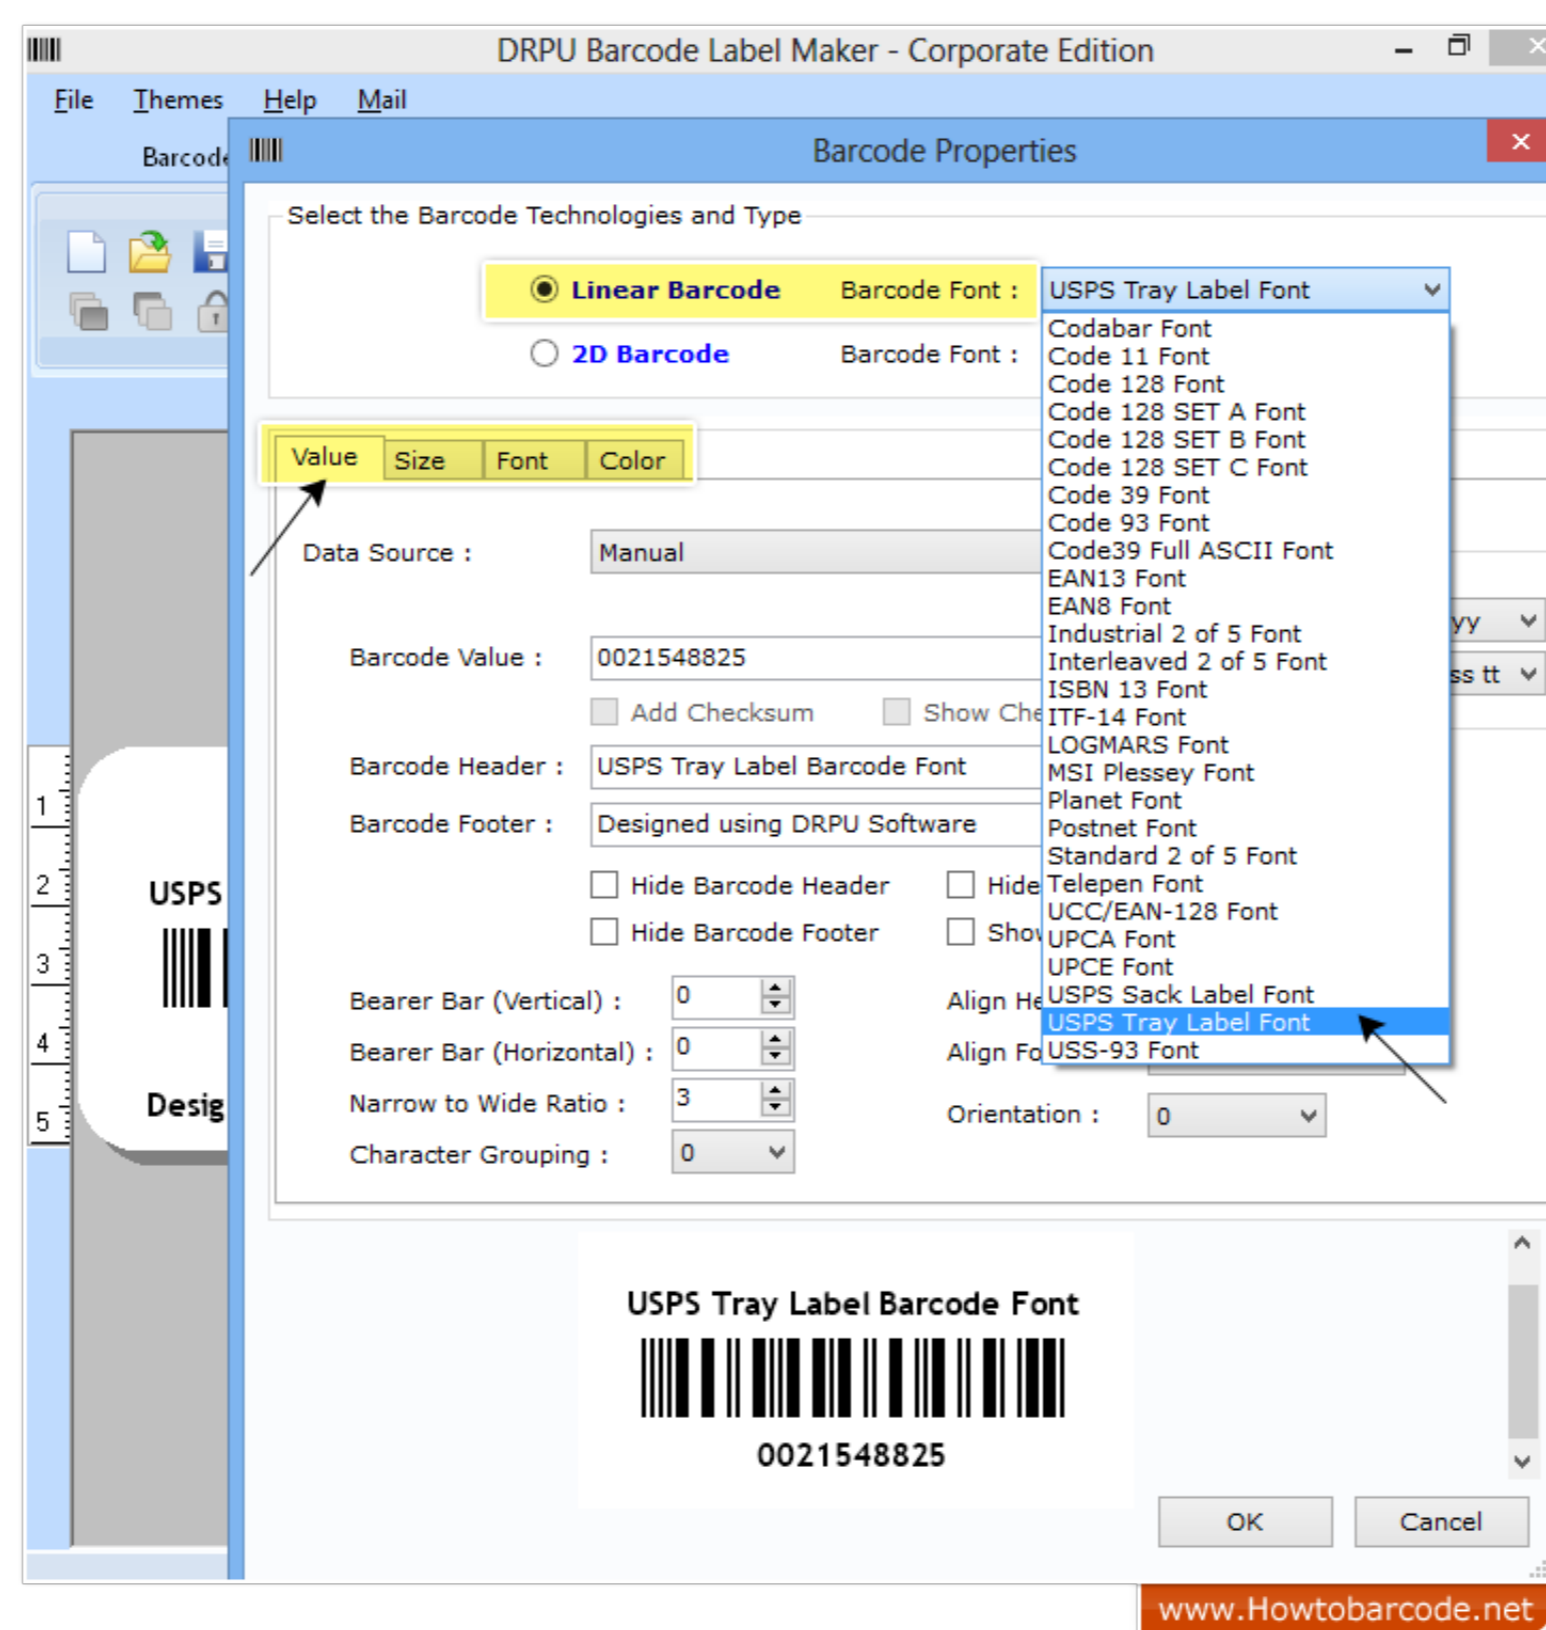 DRPU Barcode Label Maker - Corporate Edition
File Themes Help Mail
Barcode Properties
Select the Barcode Technologies and Type
Linear Barcode Barcode Font : USPS Tray Label Font
2D Barcode Barcode Font :
Codabar Font
Code 11 Font
Code 128 Font
Code 128 SET A Font
Code 128 SET B Font
Code 128 SET C Font
Code 39 Font
Code 93 Font
Code39 Full ASCII Font
EAN13 Font
EAN8 Font
Industrial 2 of 5 Font
Interleaved 2 of 5 Font
ISBN 13 Font
ITF-14 Font
LOGMARS Font
MSI Plessey Font
Planet Font
Postnet Font
Standard 2 of 5 Font
Telepen Font
UCC/EAN-128 Font
UPCA Font
UPCE Font
USPS Sack Label Font
USPS Tray Label Font
USS-93 Font
Value Size Font Color
Data Source : Manual
yy
Barcode Value : 0021548825
ss tt
Add Checksum Show
Barcode Header : USPS Tray Label Barcode Font
Barcode Footer : Designed using DRPU Software
Hide Barcode Header Hide
Hide Barcode Footer
Bearer Bar (Vertical) : 0 Align
Bearer Bar (Horizontal) : 0 Align
Narrow to Wide Ratio : 3 Orientation : 0
Character Grouping : 0
1
2
3
4
5
USPS
USPS Tray Label Barcode Font
0021548825
OK Cancel
www.Howtobarcode.net